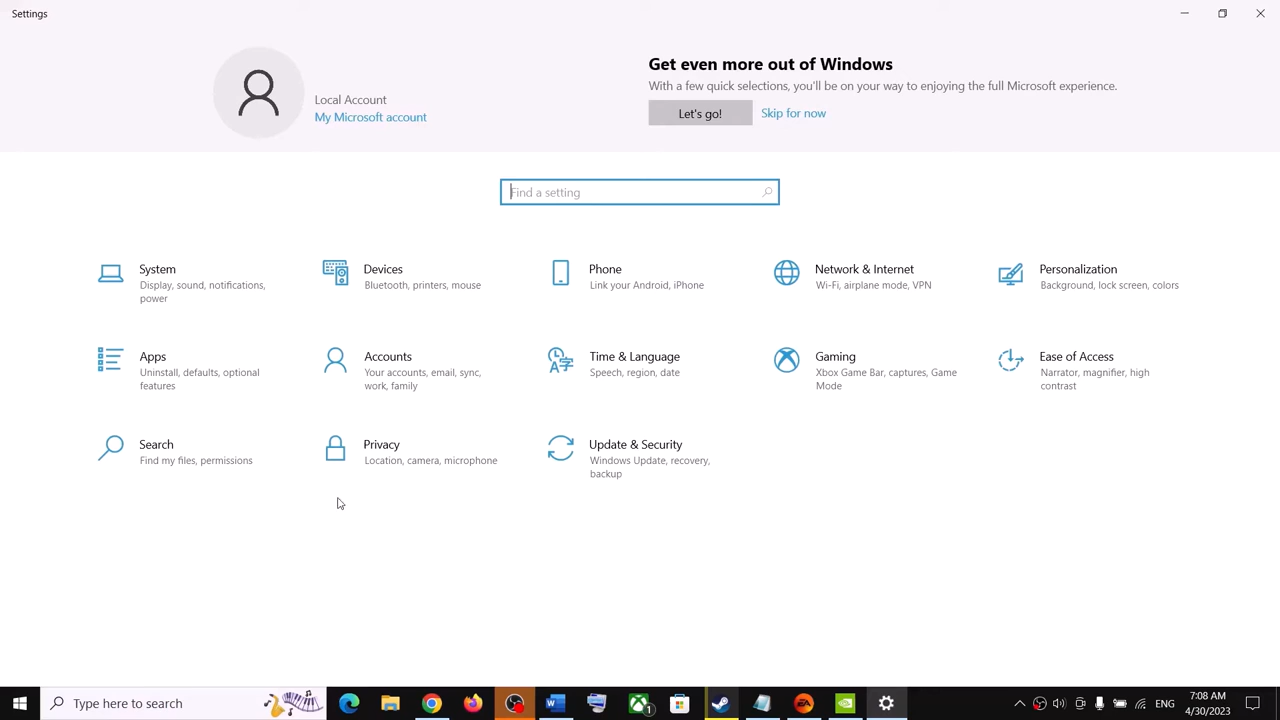 Settings
Local Account
My Microsoft account
Get even more out of Windows
With a few quick selections, you'll be on your way to enjoying the full Microsoft experience.
Let's go!
Skip for now
Find a setting
System
Display, sound, notifications,
power
Devices
Bluetooth, printers, mouse
Phone
Link your Android, iPhone
Network & Internet
Wi-Fi, airplane mode, VPN
Personalization
Background, lock screen, colors
Apps
Uninstall, defaults, optional
features
Accounts
Your accounts, email, sync,
work, family
Time & Language
Speech, region, date
Gaming
Xbox Game Bar, captures, Game
Mode
Ease of Access
Narrator, magnifier, high
contrast
Search
Find my files, permissions
Privacy
Location, camera, microphone
Update & Security
Windows Update, recovery,
backup
Type here to search
1
ENG
7:08 AM
4/30/2023